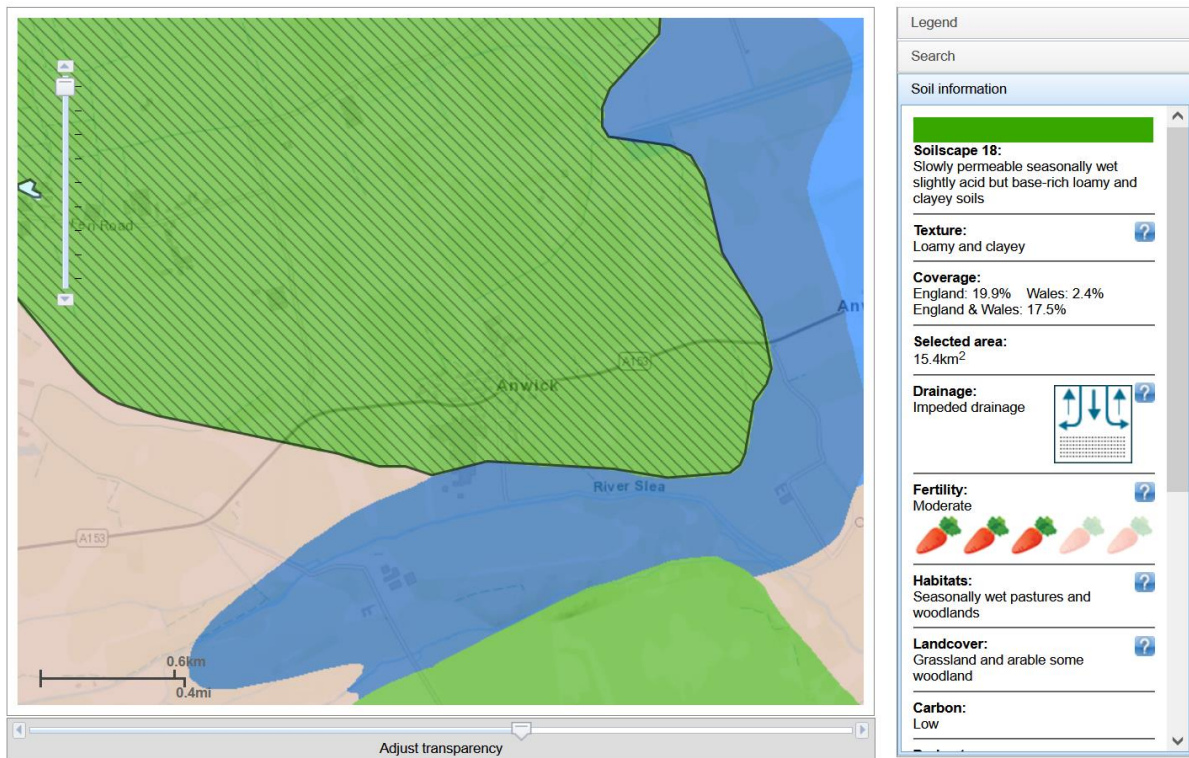 Fen Road
Anwick
A153
River Slea
A153
0.6km
0.4mi
Adjust transparency
Legend
Search
Soil information
Soilscape 18:
Slowly permeable seasonally wet
slightly acid but base-rich loamy and
clayey soils
Texture:
Loamy and clayey
Coverage:
England: 19.9% Wales: 2.4%
England & Wales: 17.5%
Selected area:
15.4km2
Drainage:
Impeded drainage
Fertility:
Moderate
Habitats:
Seasonally wet pastures and
woodlands
Landcover:
Grassland and arable some
woodland
Carbon:
Low